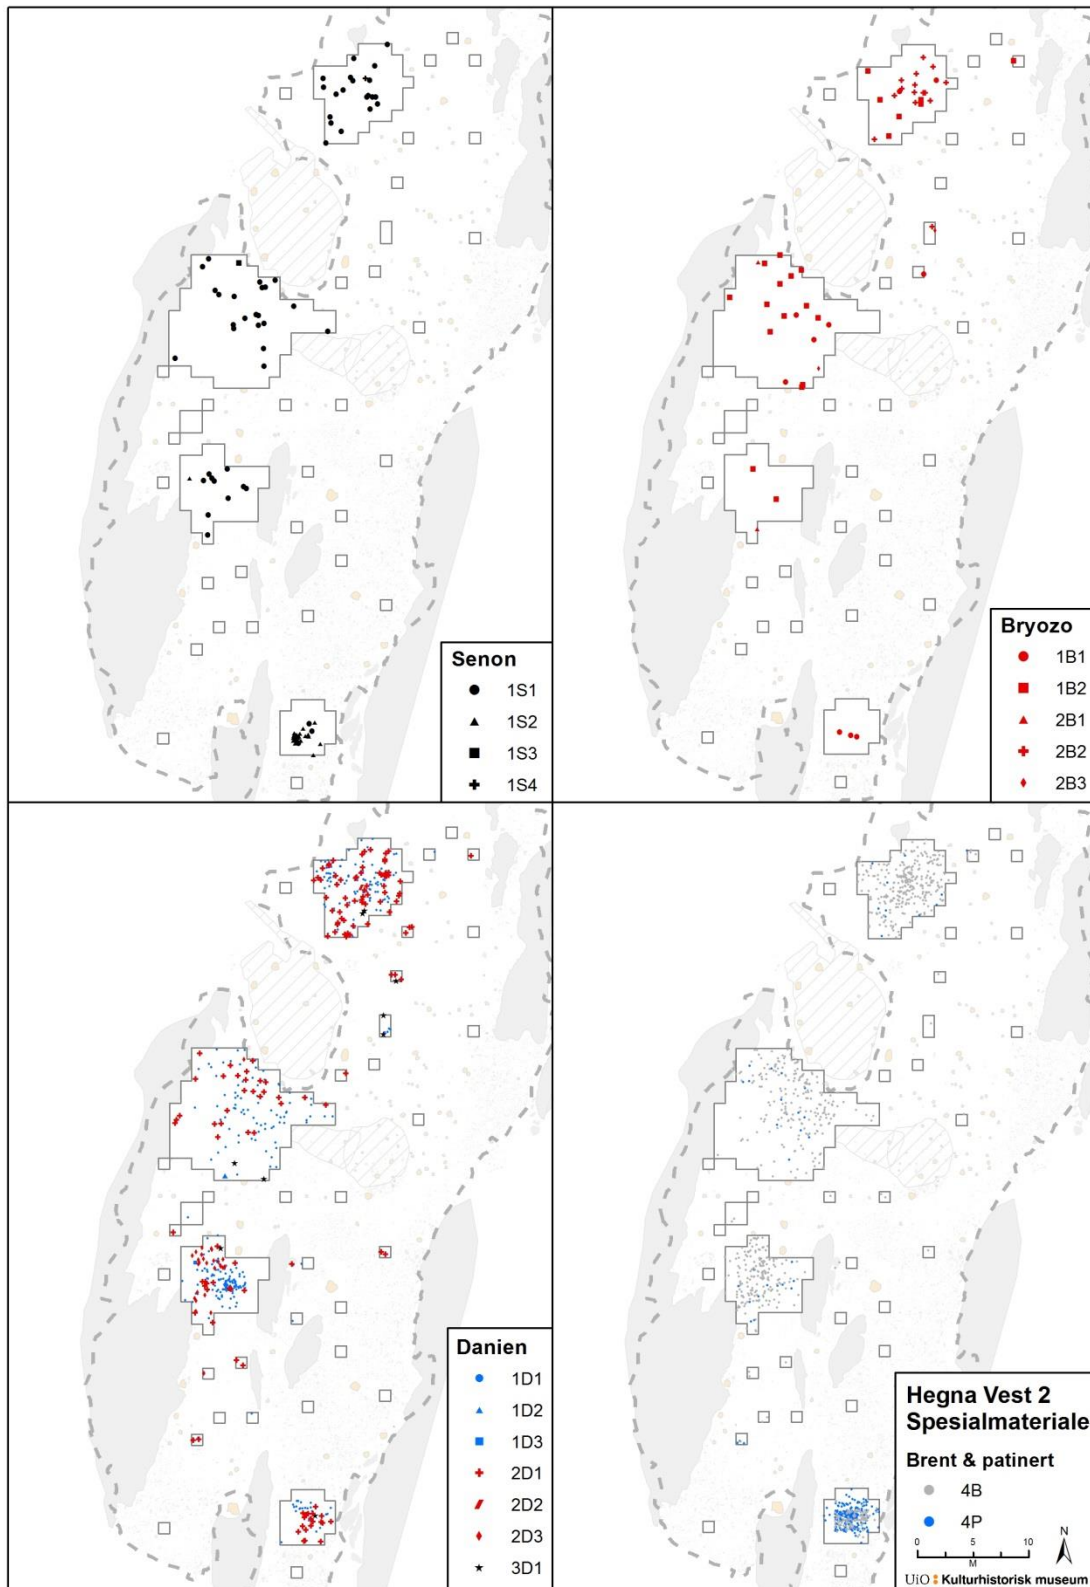 Senon
1S1
1S2
1S3
1S4
Bryozo
1B1
1B2
2B1
2B2
2B3
Danien
1D1
1D2
1D3
2D1
2D2
2D3
3D1
Hegna Vest 2
Spesialmateriale
Brent & patinert
4B
4P
N
0 5 10
M
UiO Kulturhistorisk museum